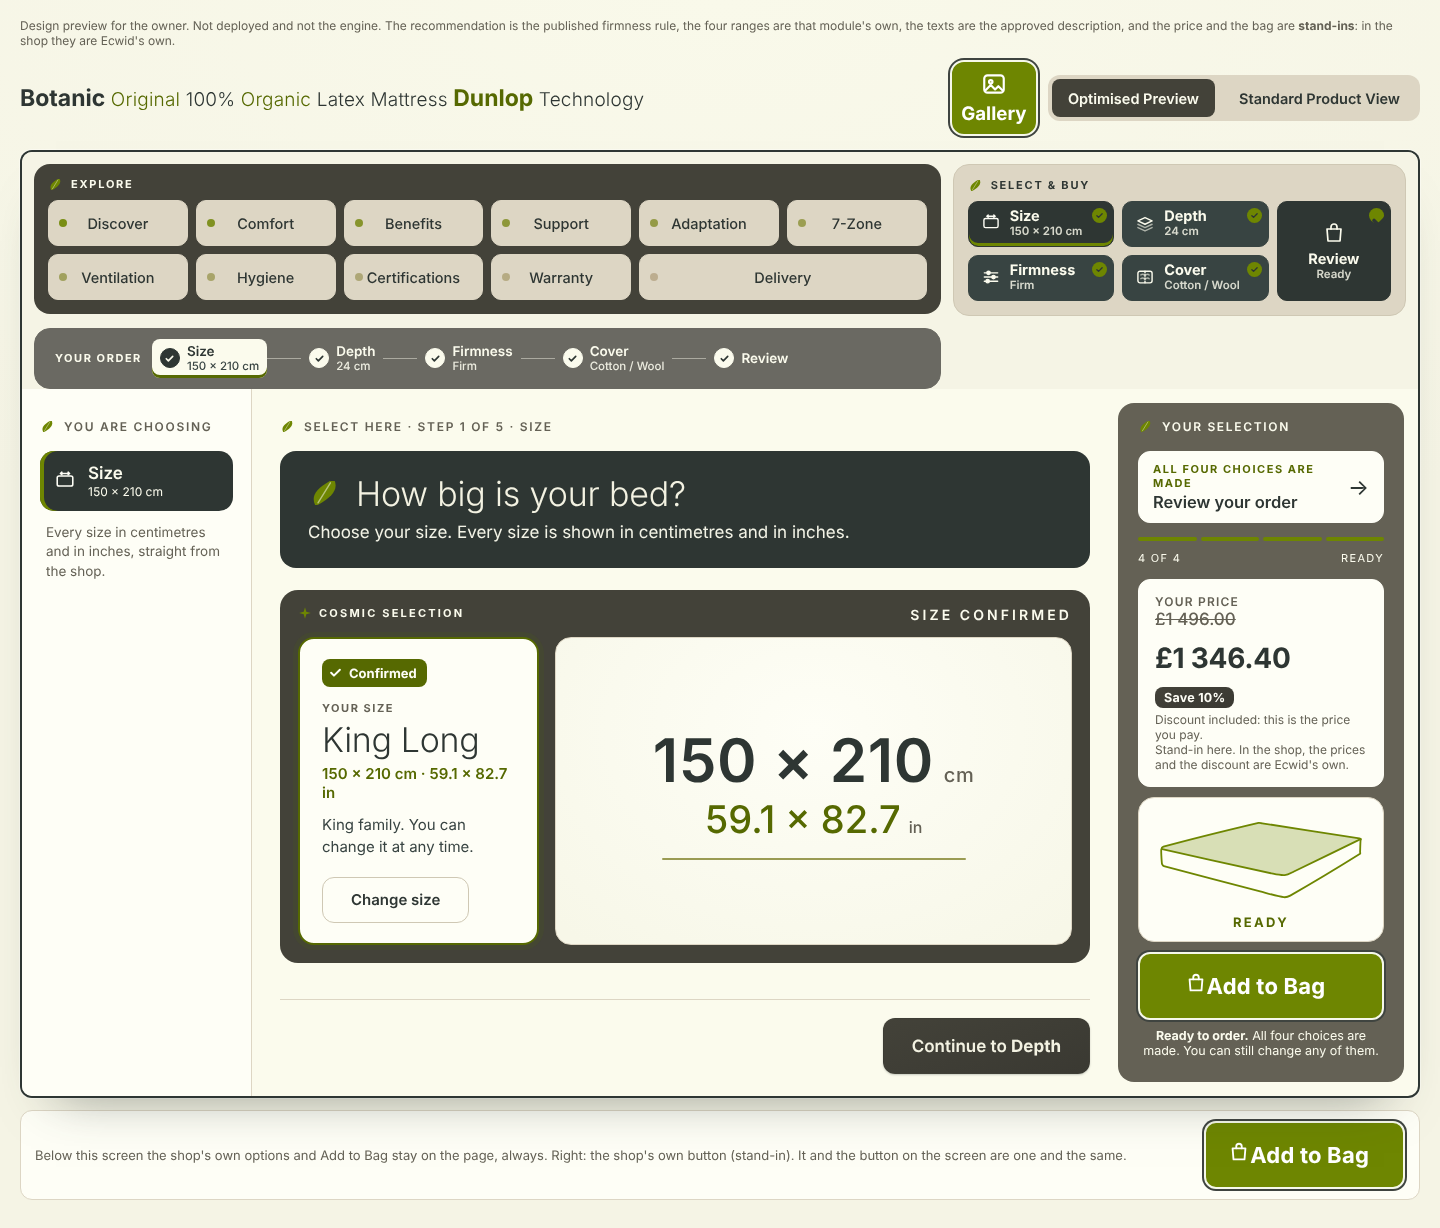 Design preview for the owner. Not deployed and not the engine. The recommendation is the published firmness rule, the four ranges are that module's own, the texts are the approved description, and the price and the bag are stand-ins: in the
shop they are Ecwid's own.
Botanic Original 100% Organic Latex Mattress Dunlop Technology
Gallery
Optimised Preview
Standard Product View
EXPLORE
Discover
Comfort
Benefits
Support
Adaptation
7-Zone
Ventilation
Hygiene
Certifications
Warranty
Delivery
SELECT & BUY
Size
150 × 210 cm
Depth
24 cm
Firmness
Firm
Cover
Cotton / Wool
Review
Ready
YOUR ORDER
Size
150 × 210 cm
Depth
24 cm
Firmness
Firm
Cover
Cotton / Wool
Review
YOU ARE CHOOSING
Size
150 × 210 cm
Every size in centimetres
and in inches, straight from
the shop.
SELECT HERE · STEP 1 OF 5 · SIZE
How big is your bed?
Choose your size. Every size is shown in centimetres and in inches.
COSMIC SELECTION
SIZE CONFIRMED
Confirmed
YOUR SIZE
King Long
150 × 210 cm · 59.1 × 82.7
in
King family. You can
change it at any time.
Change size
150 × 210 cm
59.1 × 82.7 in
Continue to Depth
YOUR SELECTION
ALL FOUR CHOICES ARE
MADE
Review your order
4 OF 4
READY
YOUR PRICE
£1 496.00
£1 346.40
Save 10%
Discount included: this is the price
you pay.
Stand-in here. In the shop, the prices
and the discount are Ecwid's own.
READY
Add to Bag
Ready to order. All four choices are
made. You can still change any of them.
Below this screen the shop's own options and Add to Bag stay on the page, always. Right: the shop's own button (stand-in). It and the button on the screen are one and the same.
Add to Bag